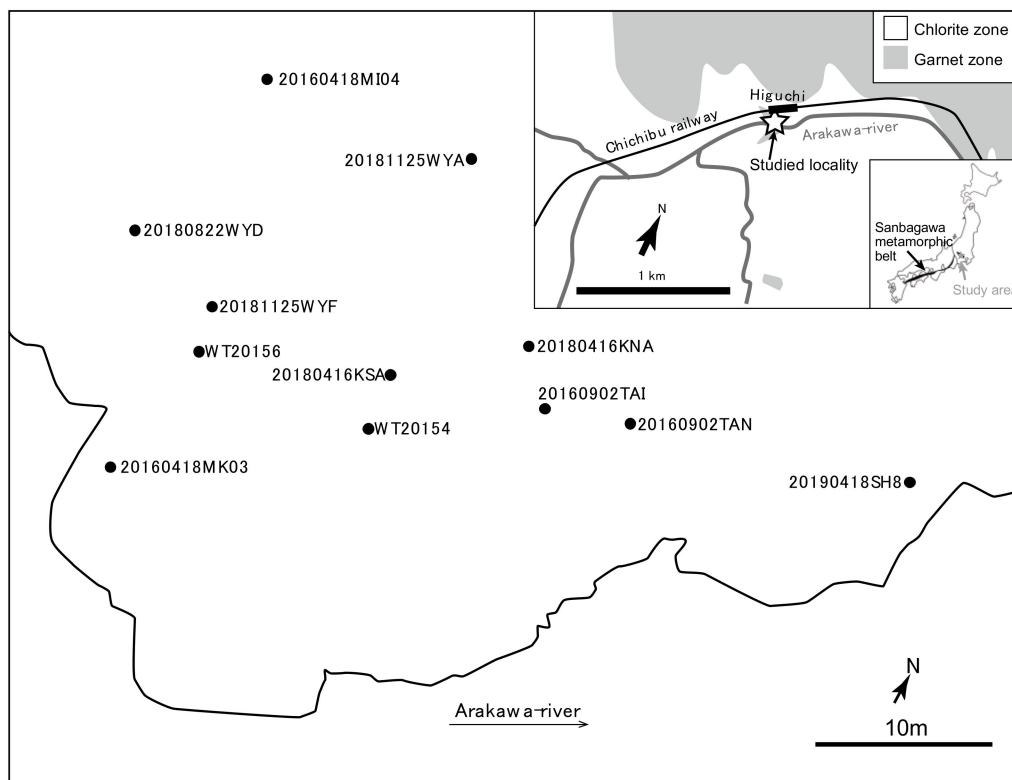 20160418MI04
20181125WYA
20180822WYD
20181125WYF
WT20156
20180416KSA
WT20154
20160418MK03
20180416KNA
20160902TAI
20160902TAN
20190418SH8
Arakawa-river
N
10m
Chlorite zone
Garnet zone
Higuchi
Chichibu railway
Arakawa-river
Studied locality
N
1 km
Sanbagawa
metamorphic
belt
Study area